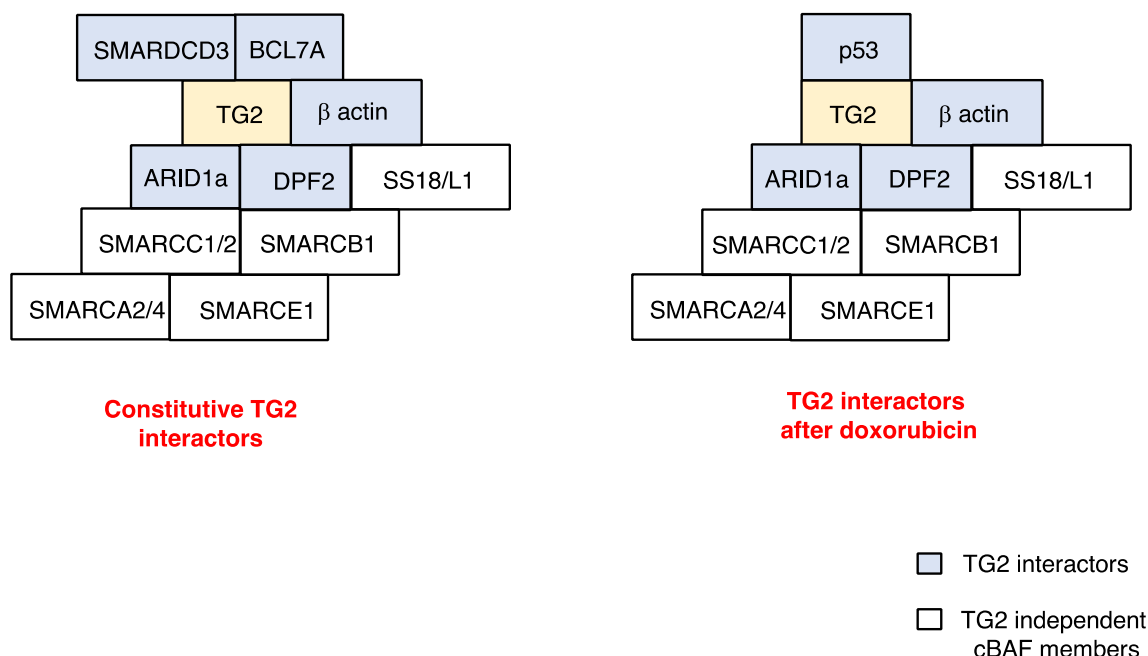 SMARDCD3 BCL7A
TG2 β actin
ARID1a DPF2 SS18/L1
SMARCC1/2 SMARCB1
SMARCA2/4 SMARCE1
Constitutive TG2
interactors
p53
TG2 β actin
ARID1a DPF2 SS18/L1
SMARCC1/2 SMARCB1
SMARCA2/4 SMARCE1
TG2 interactors
after doxorubicin
TG2 interactors
TG2 independent
cBAF members